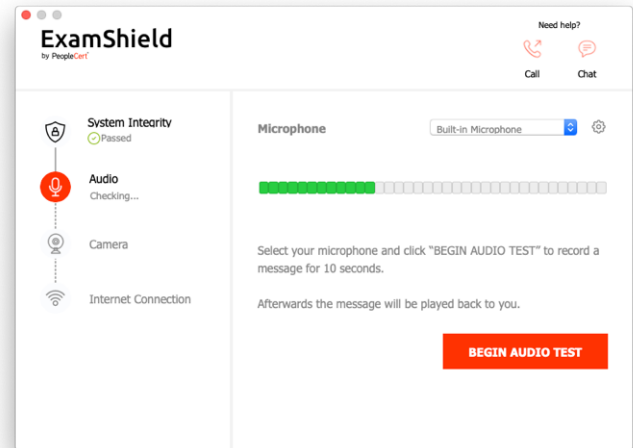 Need help?
ExamShield
by PeopleCert
Call
Chat
System Integrity
Passed
Audio
Checking...
Camera
Internet Connection
Microphone
Built-in Microphone
Select your microphone and click “BEGIN AUDIO TEST” to record a
message for 10 seconds.
Afterwards the message will be played back to you.
BEGIN AUDIO TEST